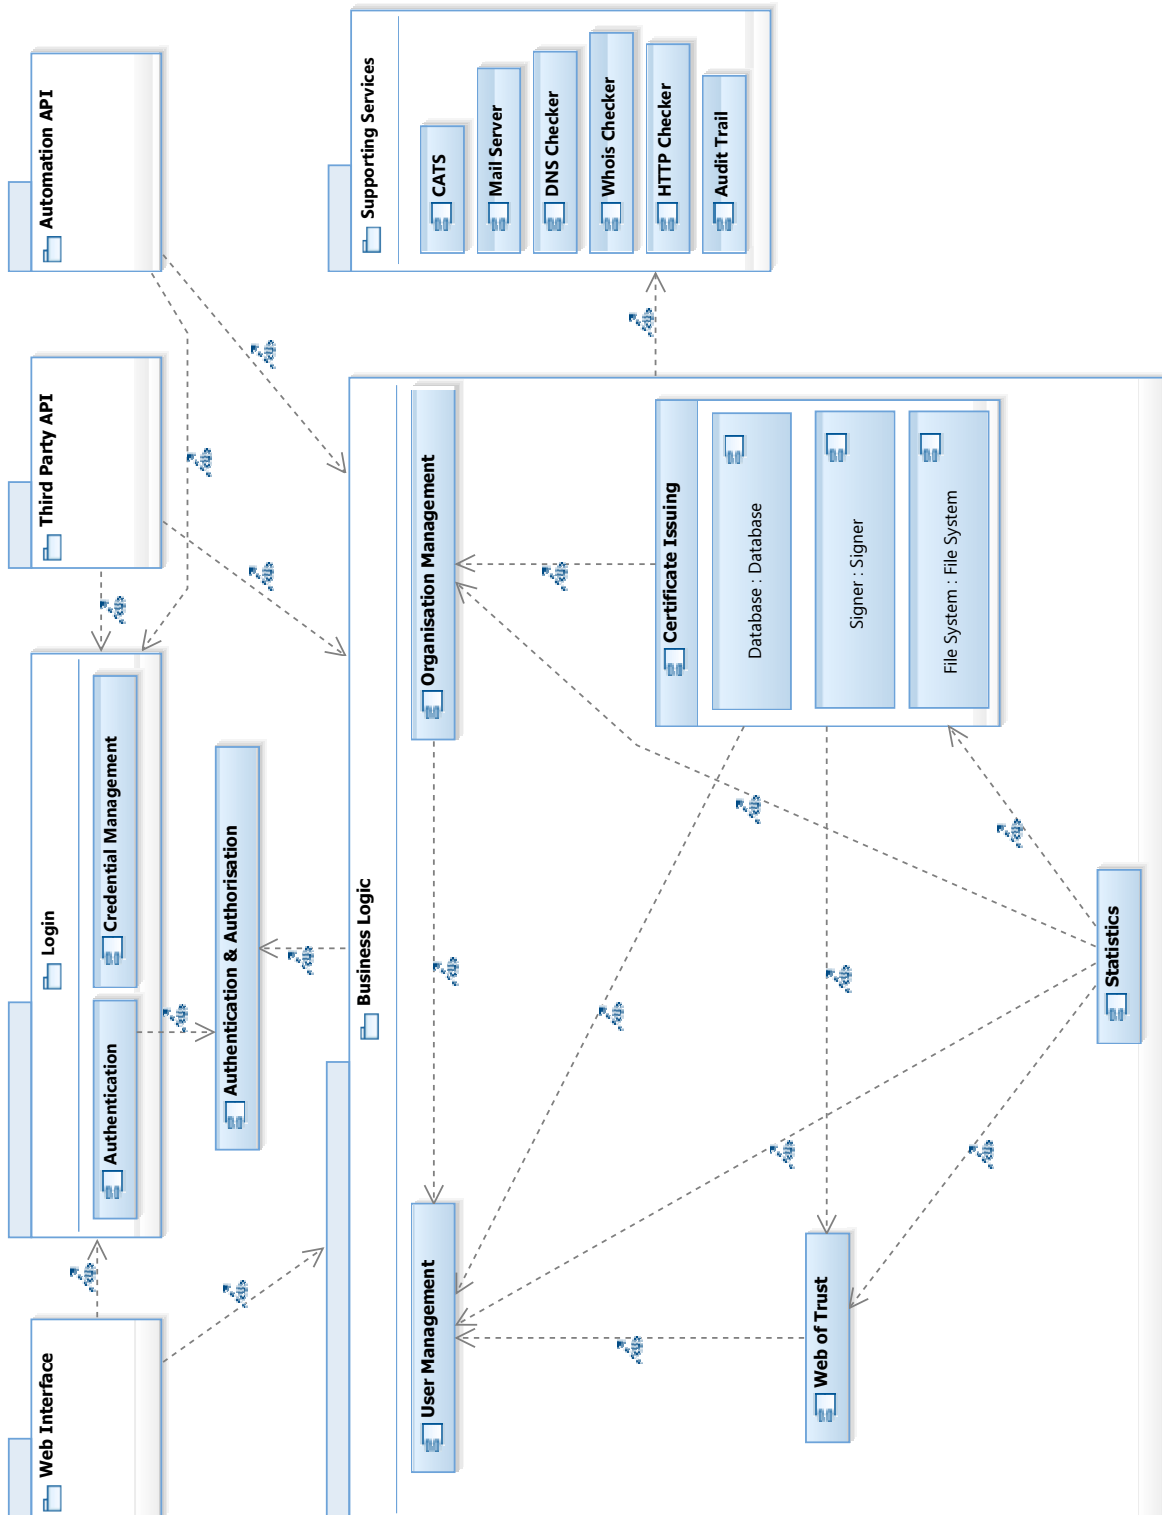 Web Interface
Login
Third Party API
Automation API
Authentication
Credential Management
Authentication & Authorisation
Business Logic
Supporting Services
CATS
Mail Server
DNS Checker
Whois Checker
HTTP Checker
Audit Trail
User Management
Organisation Management
Certificate Issuing
Database : Database
Signer : Signer
File System : File System
Web of Trust
Statistics